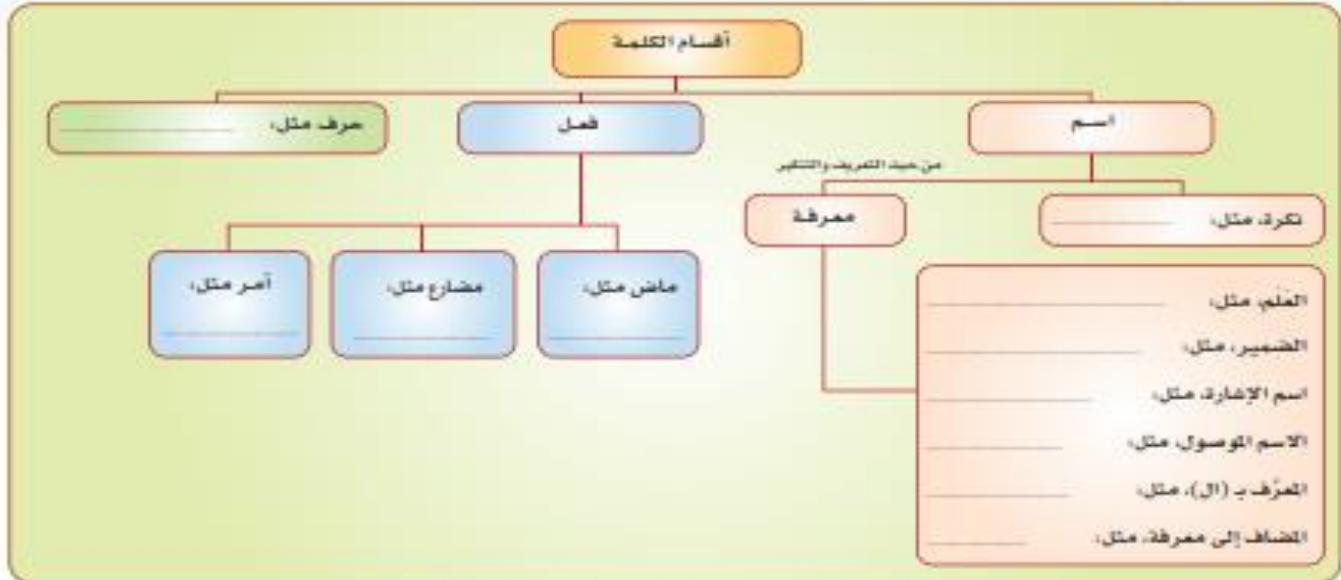 أقسام الكلمة
اسم
فعل
حرف مثل:
من حيث التعريف والتنكير
نكرة، مثل:
معرفة
ماض مثل:
مضارع مثل:
أمر مثل:
العَلَم، مثل:
الضمير، مثل:
اسم الإشارة، مثل:
الاسم الموصول، مثل:
المعرَّف بـ (ال)، مثل:
المضاف إلى معرفة، مثل: